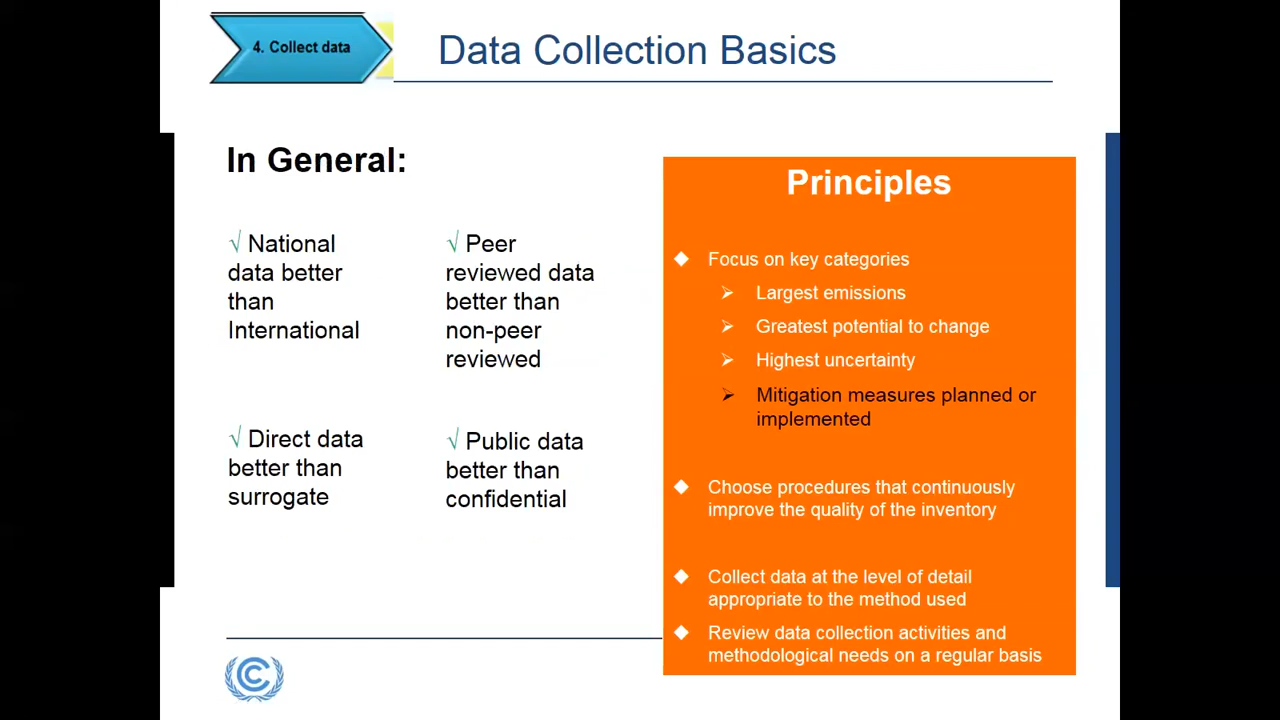 4. Collect data
Data Collection Basics
In General:
√ National
data better
than
International
√ Peer
reviewed data
better than
non-peer
reviewed
√ Direct data
better than
surrogate
√ Public data
better than
confidential
Principles
Focus on key categories
Largest emissions
Greatest potential to change
Highest uncertainty
Mitigation measures planned or
implemented
Choose procedures that continuously
improve the quality of the inventory
Collect data at the level of detail
appropriate to the method used
Review data collection activities and
methodological needs on a regular basis